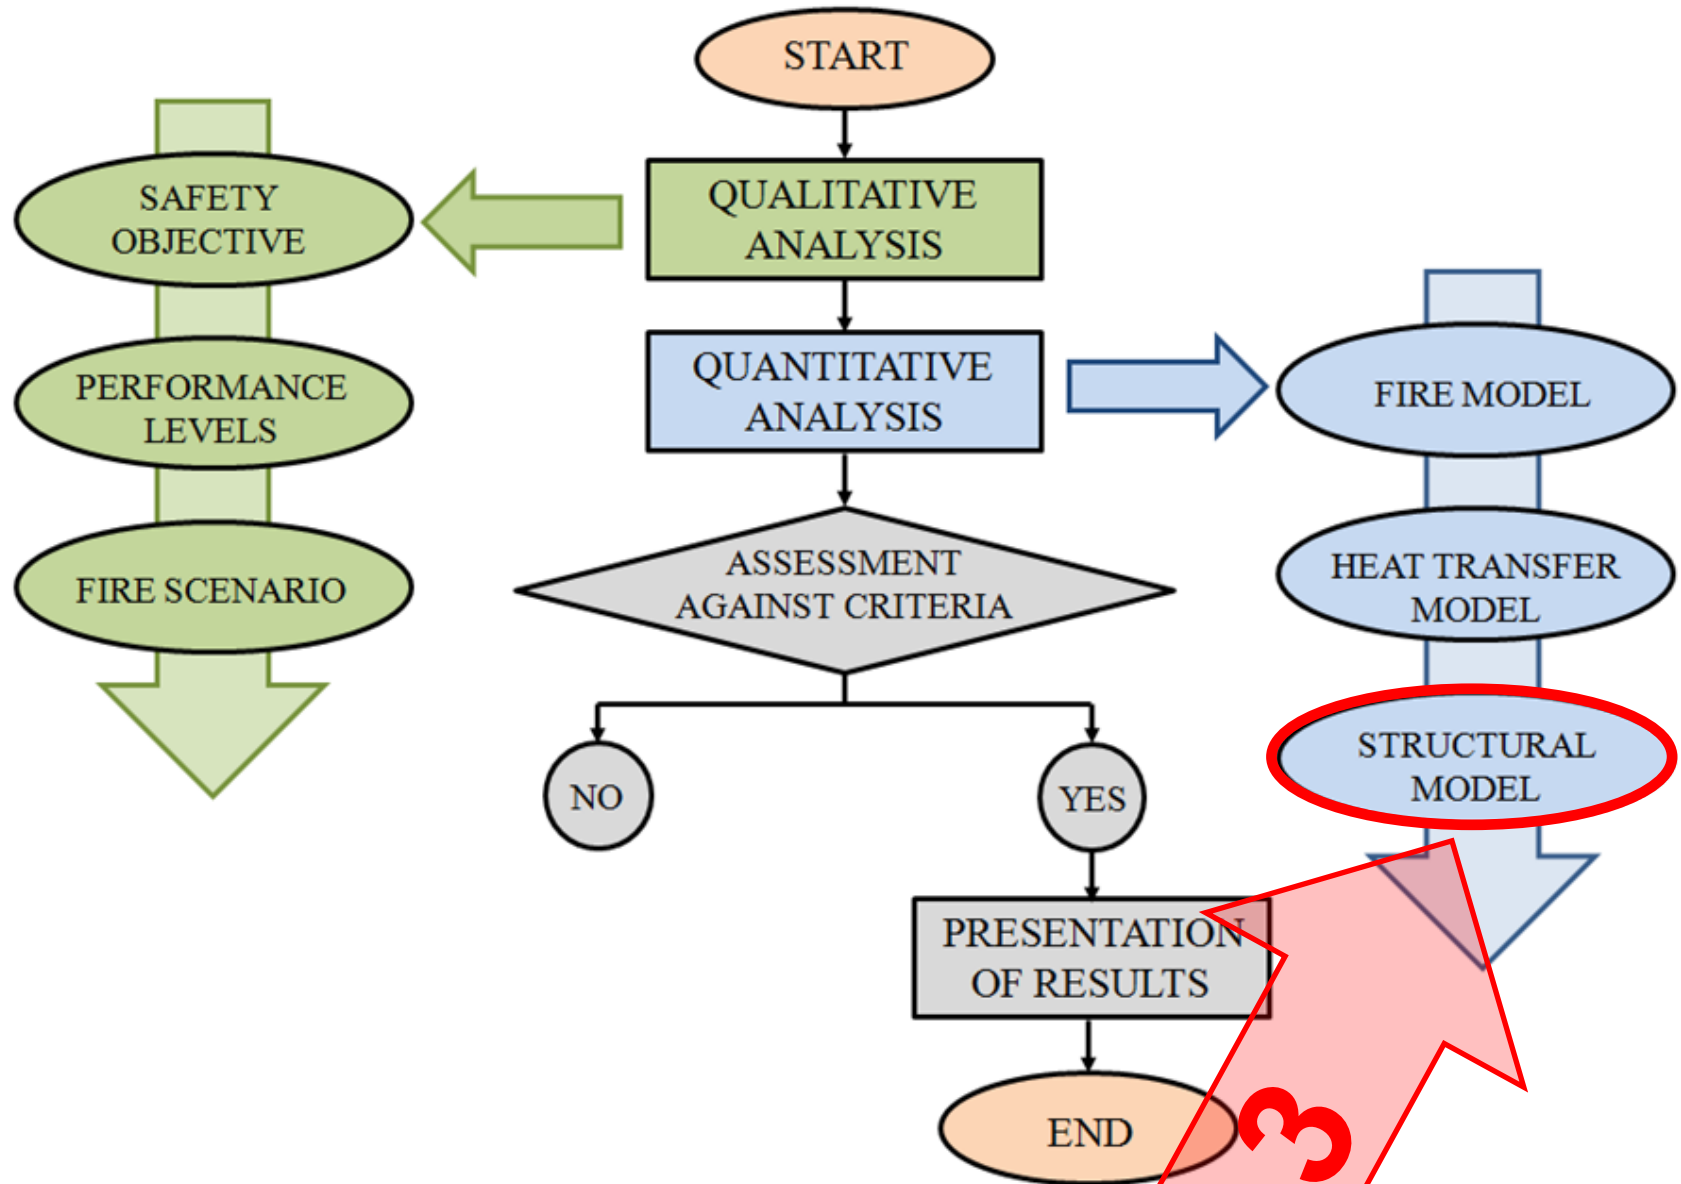 START
QUALITATIVE
ANALYSIS
SAFETY
OBJECTIVE
PERFORMANCE
LEVELS
FIRE SCENARIO
QUANTITATIVE
ANALYSIS
FIRE MODEL
HEAT TRANSFER
MODEL
STRUCTURAL
MODEL
ASSESSMENT
AGAINST CRITERIA
NO
YES
PRESENTATION
OF RESULTS
END
3